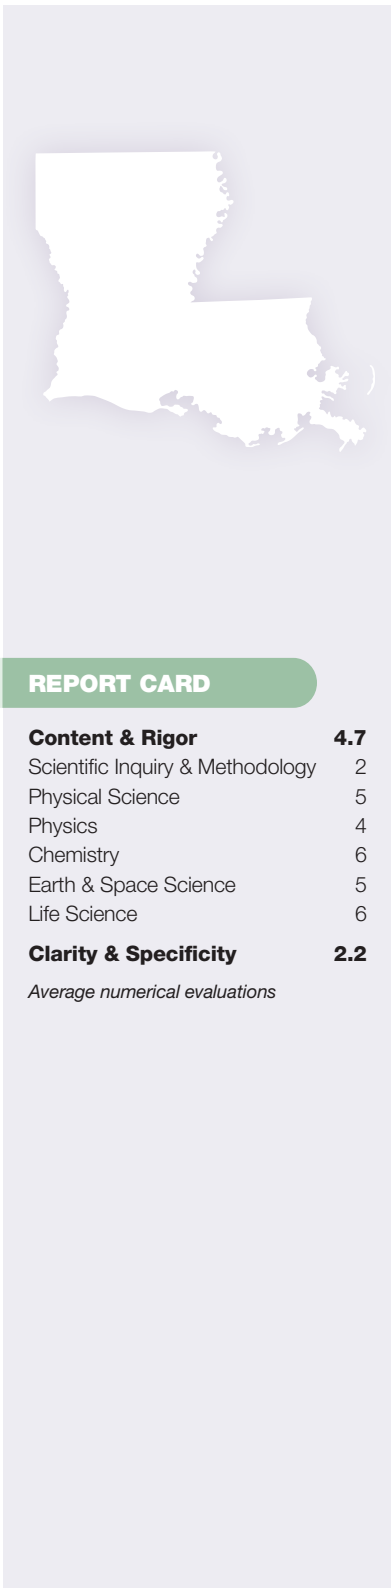 REPORT CARD
Content & Rigor 4.7
Scientific Inquiry & Methodology 2
Physical Science 5
Physics 4
Chemistry 6
Earth & Space Science 5
Life Science 6
Clarity & Specificity 2.2
Average numerical evaluations